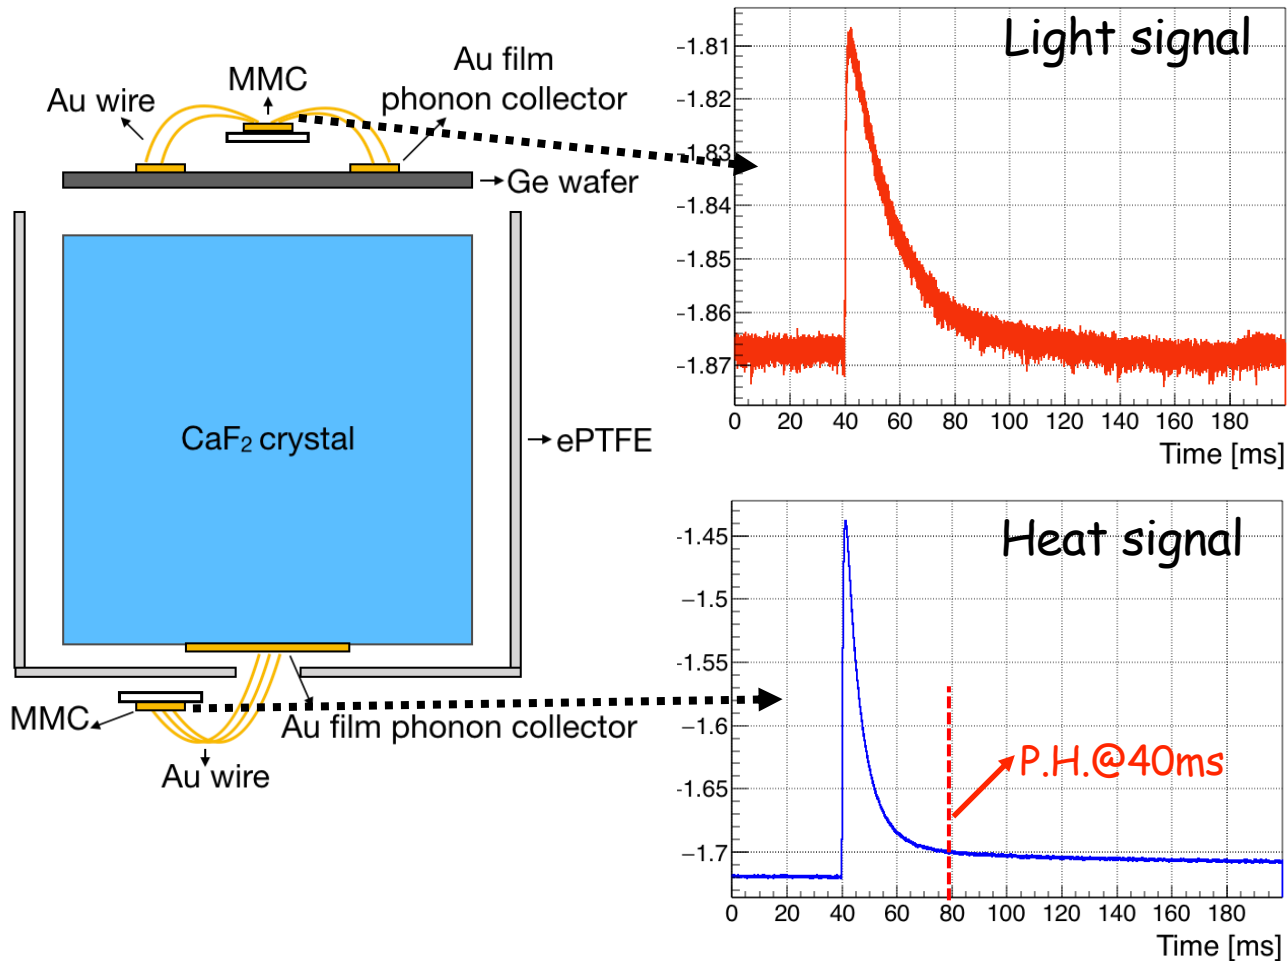 MMC
Au film
phonon collector
Au wire
Ge wafer
CaF₂ crystal
ePTFE
MMC
Au film phonon collector
Au wire
Light signal
-1.81
-1.82
-1.83
-1.84
-1.85
-1.86
-1.87
0 20 40 60 80 100 120 140 160 180
Time [ms]
Heat signal
-1.45
-1.5
-1.55
-1.6
-1.65
-1.7
P.H.@40ms
0 20 40 60 80 100 120 140 160 180
Time [ms]